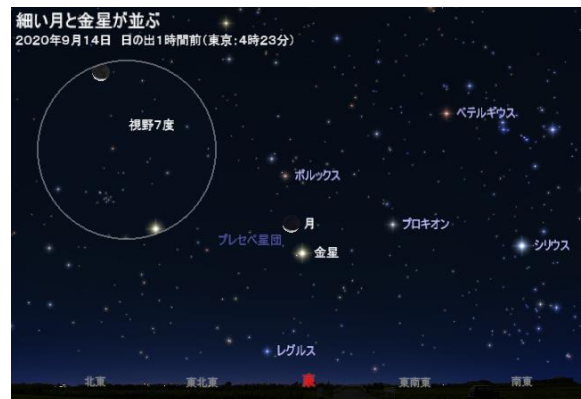 細い月と金星が並ぶ
2020年9月14日 日の出1時間前(東京:4時23分)
視野7度
ベテルギウス
ポルックス
月
プロキオン
プレセペ星団
金星
シリウス
レグルス
北東
東北東
東
東南東
南東